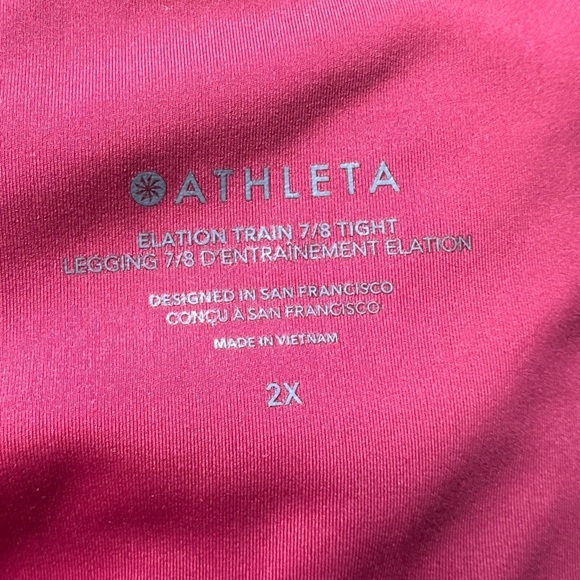 ATHLETA
ELATION TRAIN 7/8 TIGHT
LEGGING 7/8 D'ENTRAÎNEMENT ELATION
DESIGNED IN SAN FRANCISCO
CONÇU À SAN FRANCISCO
MADE IN VIETNAM
2X